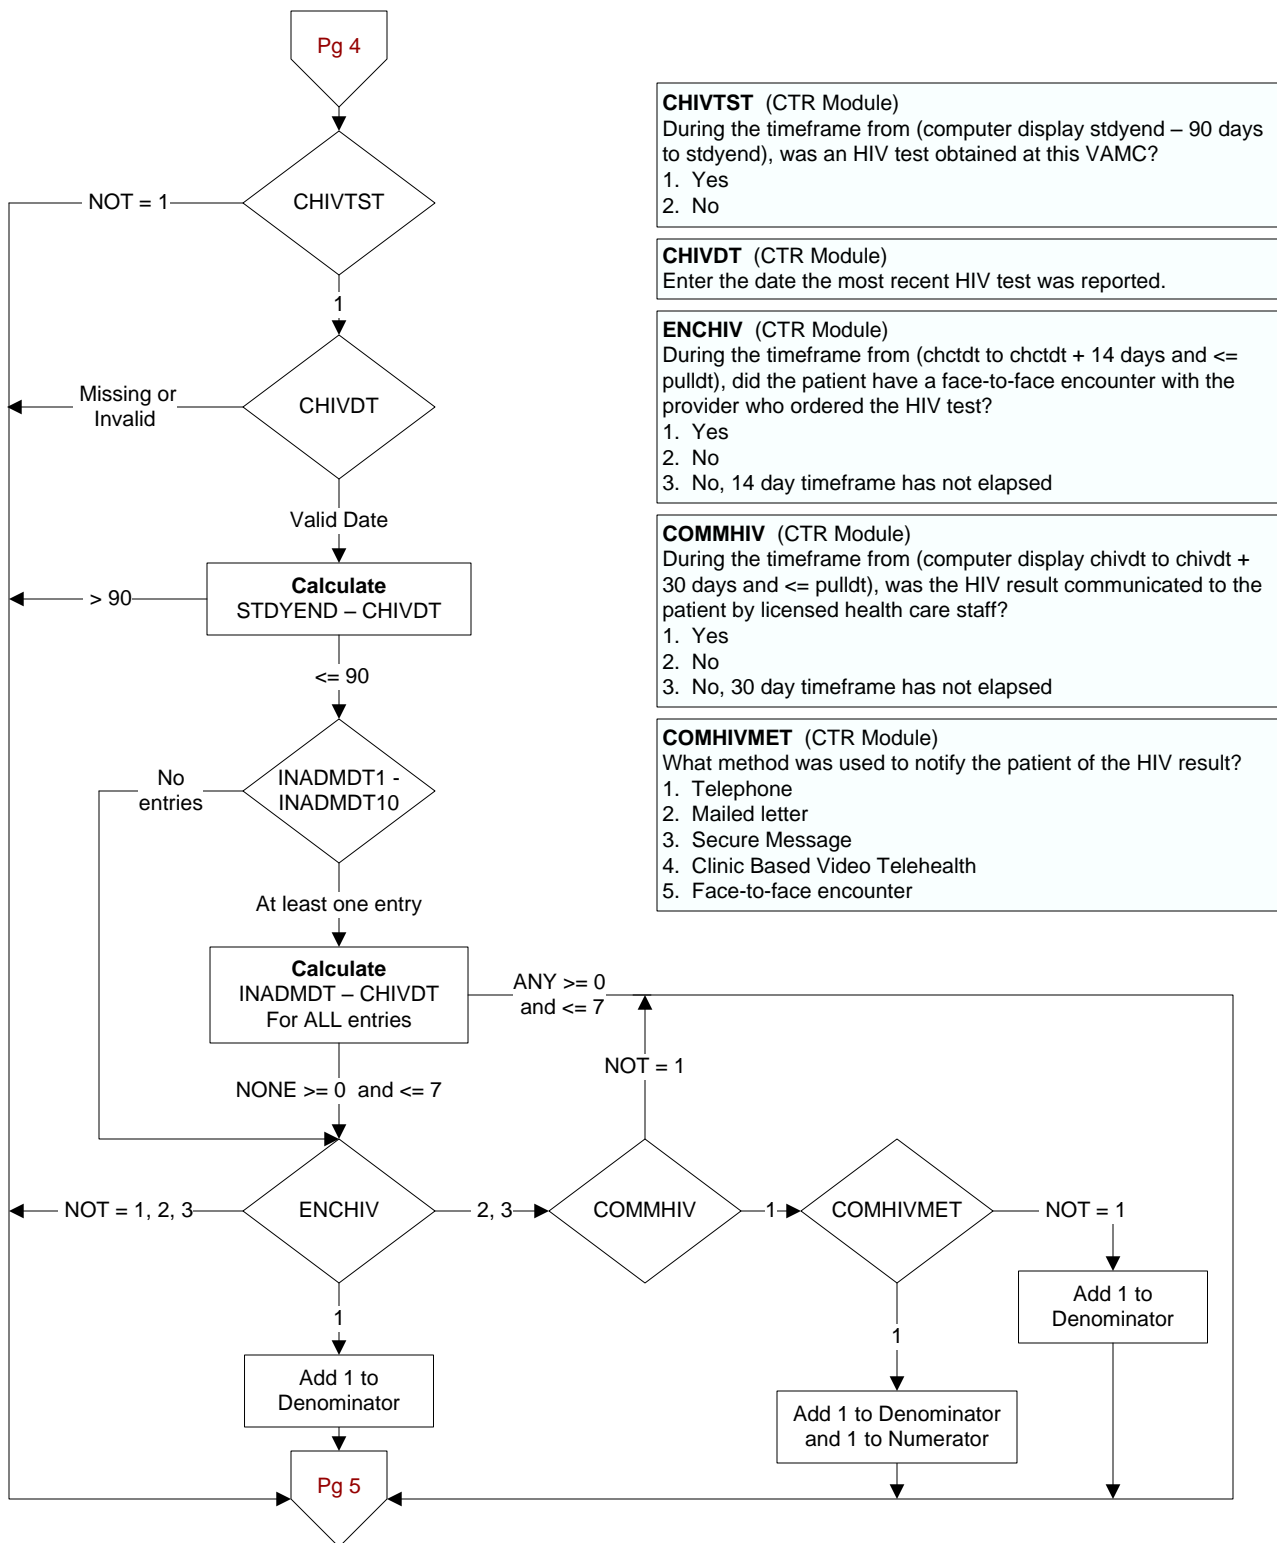 Pg 4
CHIVTST
NOT = 1
1
CHIVDT
Missing or
Invalid
Valid Date
Calculate
STDYEND – CHIVDT
> 90
<= 90
INADMDT1 -
INADMDT10
No
entries
At least one entry
Calculate
INADMDT – CHIVDT
For ALL entries
ANY >= 0
and <= 7
NONE >= 0 and <= 7
NOT = 1
ENCHIV
NOT = 1, 2, 3
2, 3
COMMHIV
1
COMHIVMET
NOT = 1
Add 1 to
Denominator
1
Add 1 to Denominator
and 1 to Numerator
1
Add 1 to
Denominator
Pg 5
CHIVTST (CTR Module)
During the timeframe from (computer display stdyend – 90 days
to stdyend), was an HIV test obtained at this VAMC?
1. Yes
2. No
CHIVDT (CTR Module)
Enter the date the most recent HIV test was reported.
ENCHIV (CTR Module)
During the timeframe from (chctdt to chctdt + 14 days and <=
pulldt), did the patient have a face-to-face encounter with the
provider who ordered the HIV test?
1. Yes
2. No
3. No, 14 day timeframe has not elapsed
COMMHIV (CTR Module)
During the timeframe from (computer display chivdt to chivdt +
30 days and <= pulldt), was the HIV result communicated to the
patient by licensed health care staff?
1. Yes
2. No
3. No, 30 day timeframe has not elapsed
COMHIVMET (CTR Module)
What method was used to notify the patient of the HIV result?
1. Telephone
2. Mailed letter
3. Secure Message
4. Clinic Based Video Telehealth
5. Face-to-face encounter